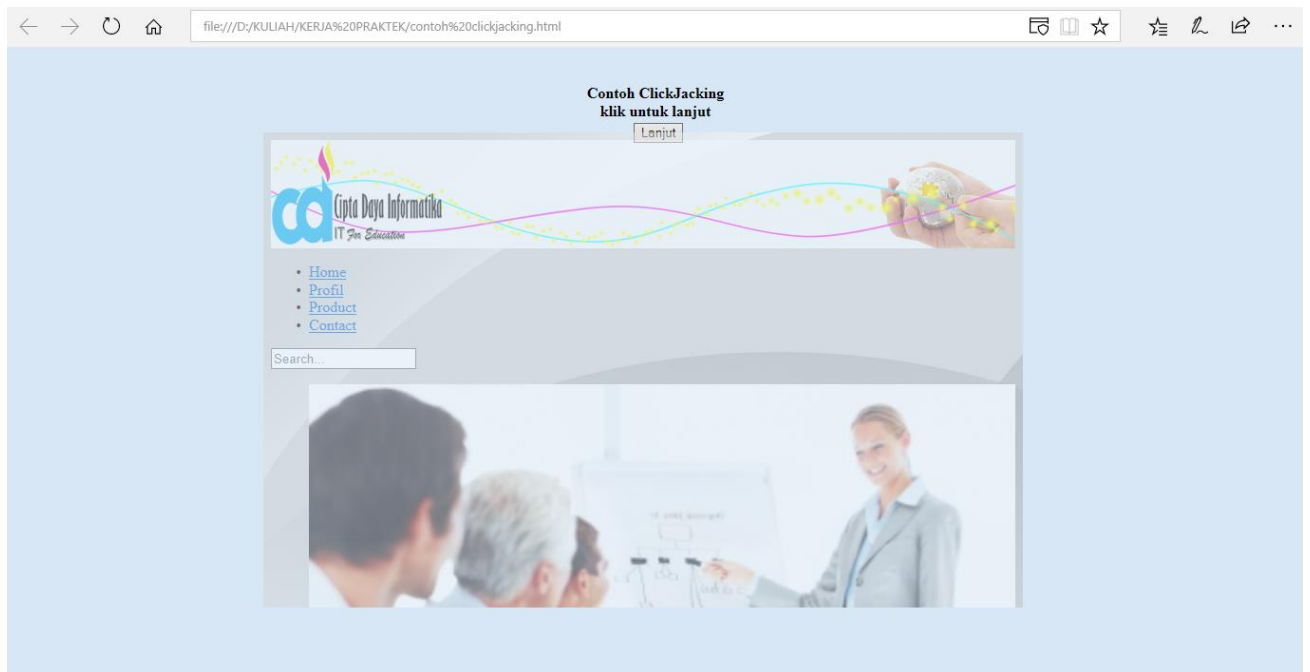 file:///D:/KULIAH/KERJA%20PRAKTEK/contoh%20clickjacking.html
Contoh ClickJacking
klik untuk lanjut
Lanjut
cdi
Cipta Daya Informatika
IT For Education
Home
Profil
Product
Contact
Search...